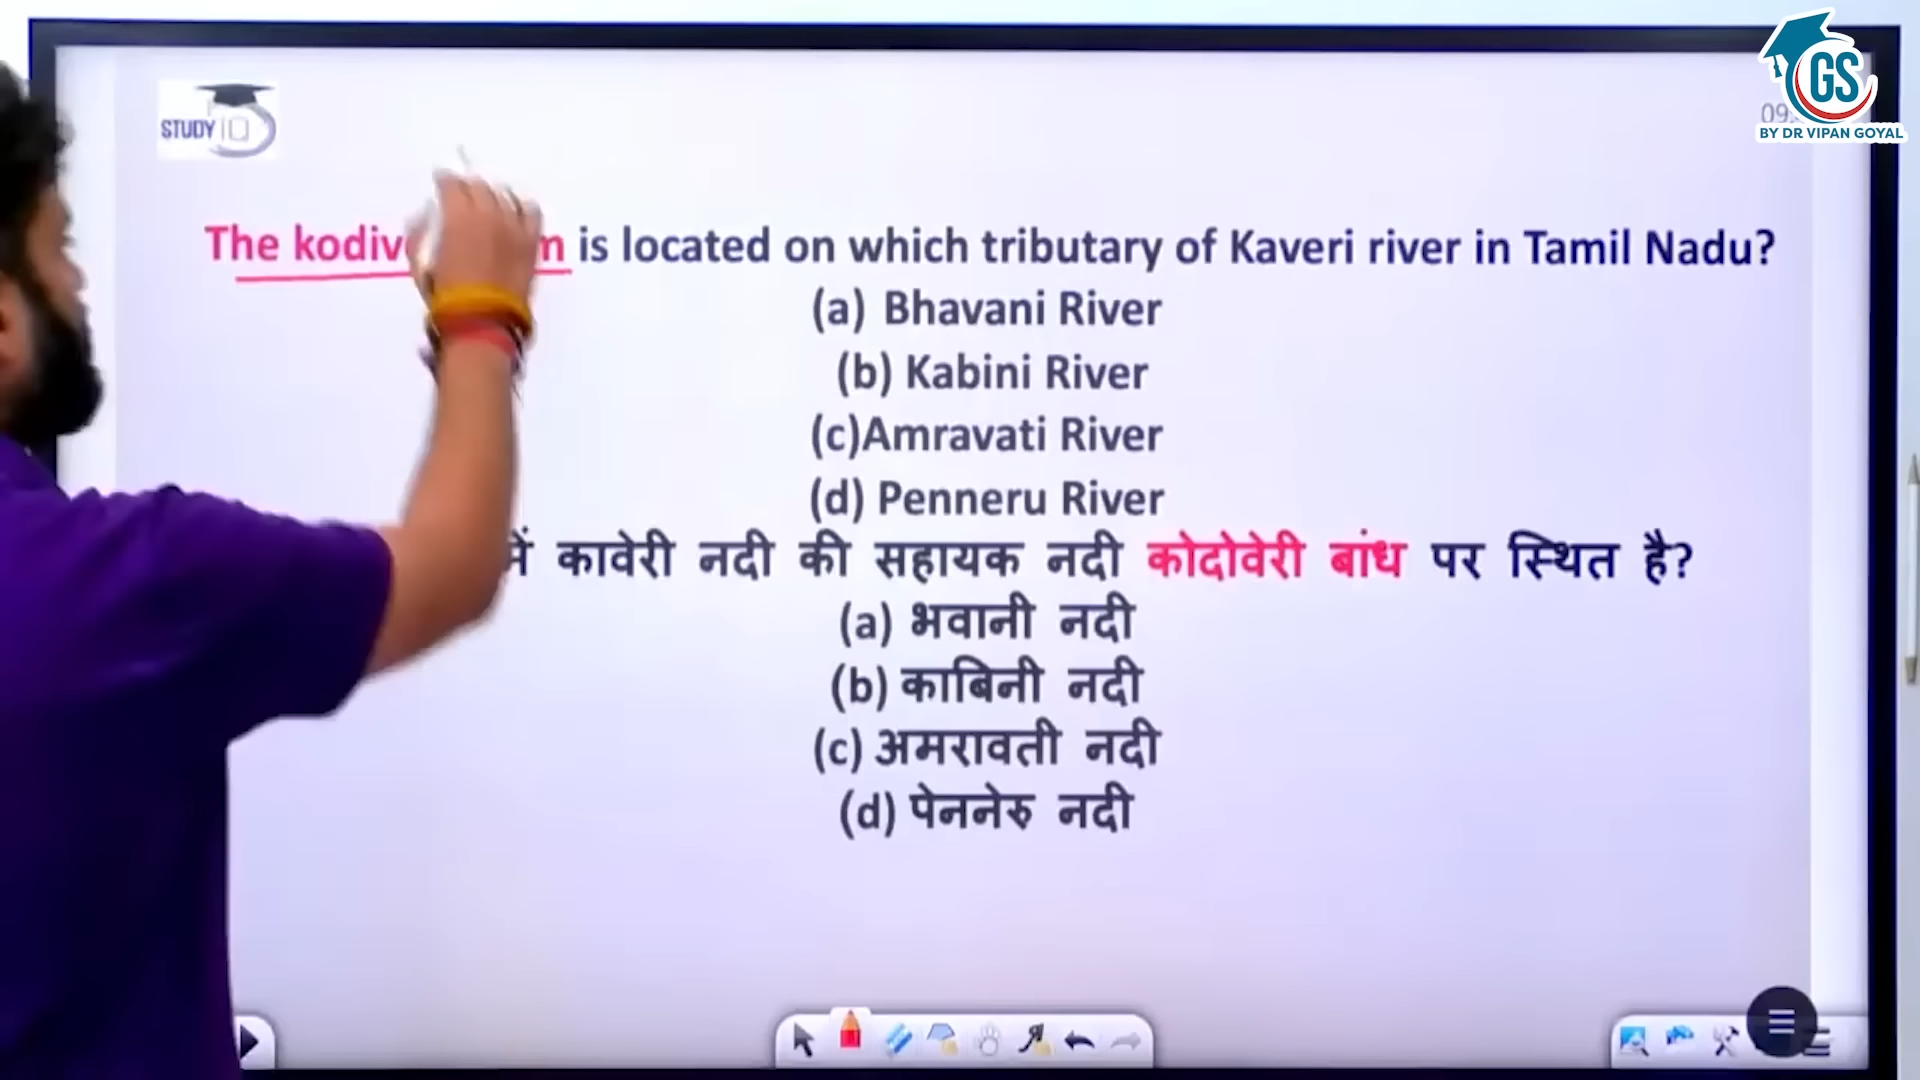 STUDY IQ
GS
BY DR VIPAN GOYAL
09
The is located on which tributary of Kaveri river in Tamil Nadu?
(a) Bhavani River
(b) Kabini River
(c)Amravati River
(d) Penneru River
में कावेरी नदी की सहायक नदी कोदोवेरी बांध पर स्थित है?
(a) भवानी नदी
(b) काबिनी नदी
(c) अमरावती नदी
(d) पेननेरु नदी